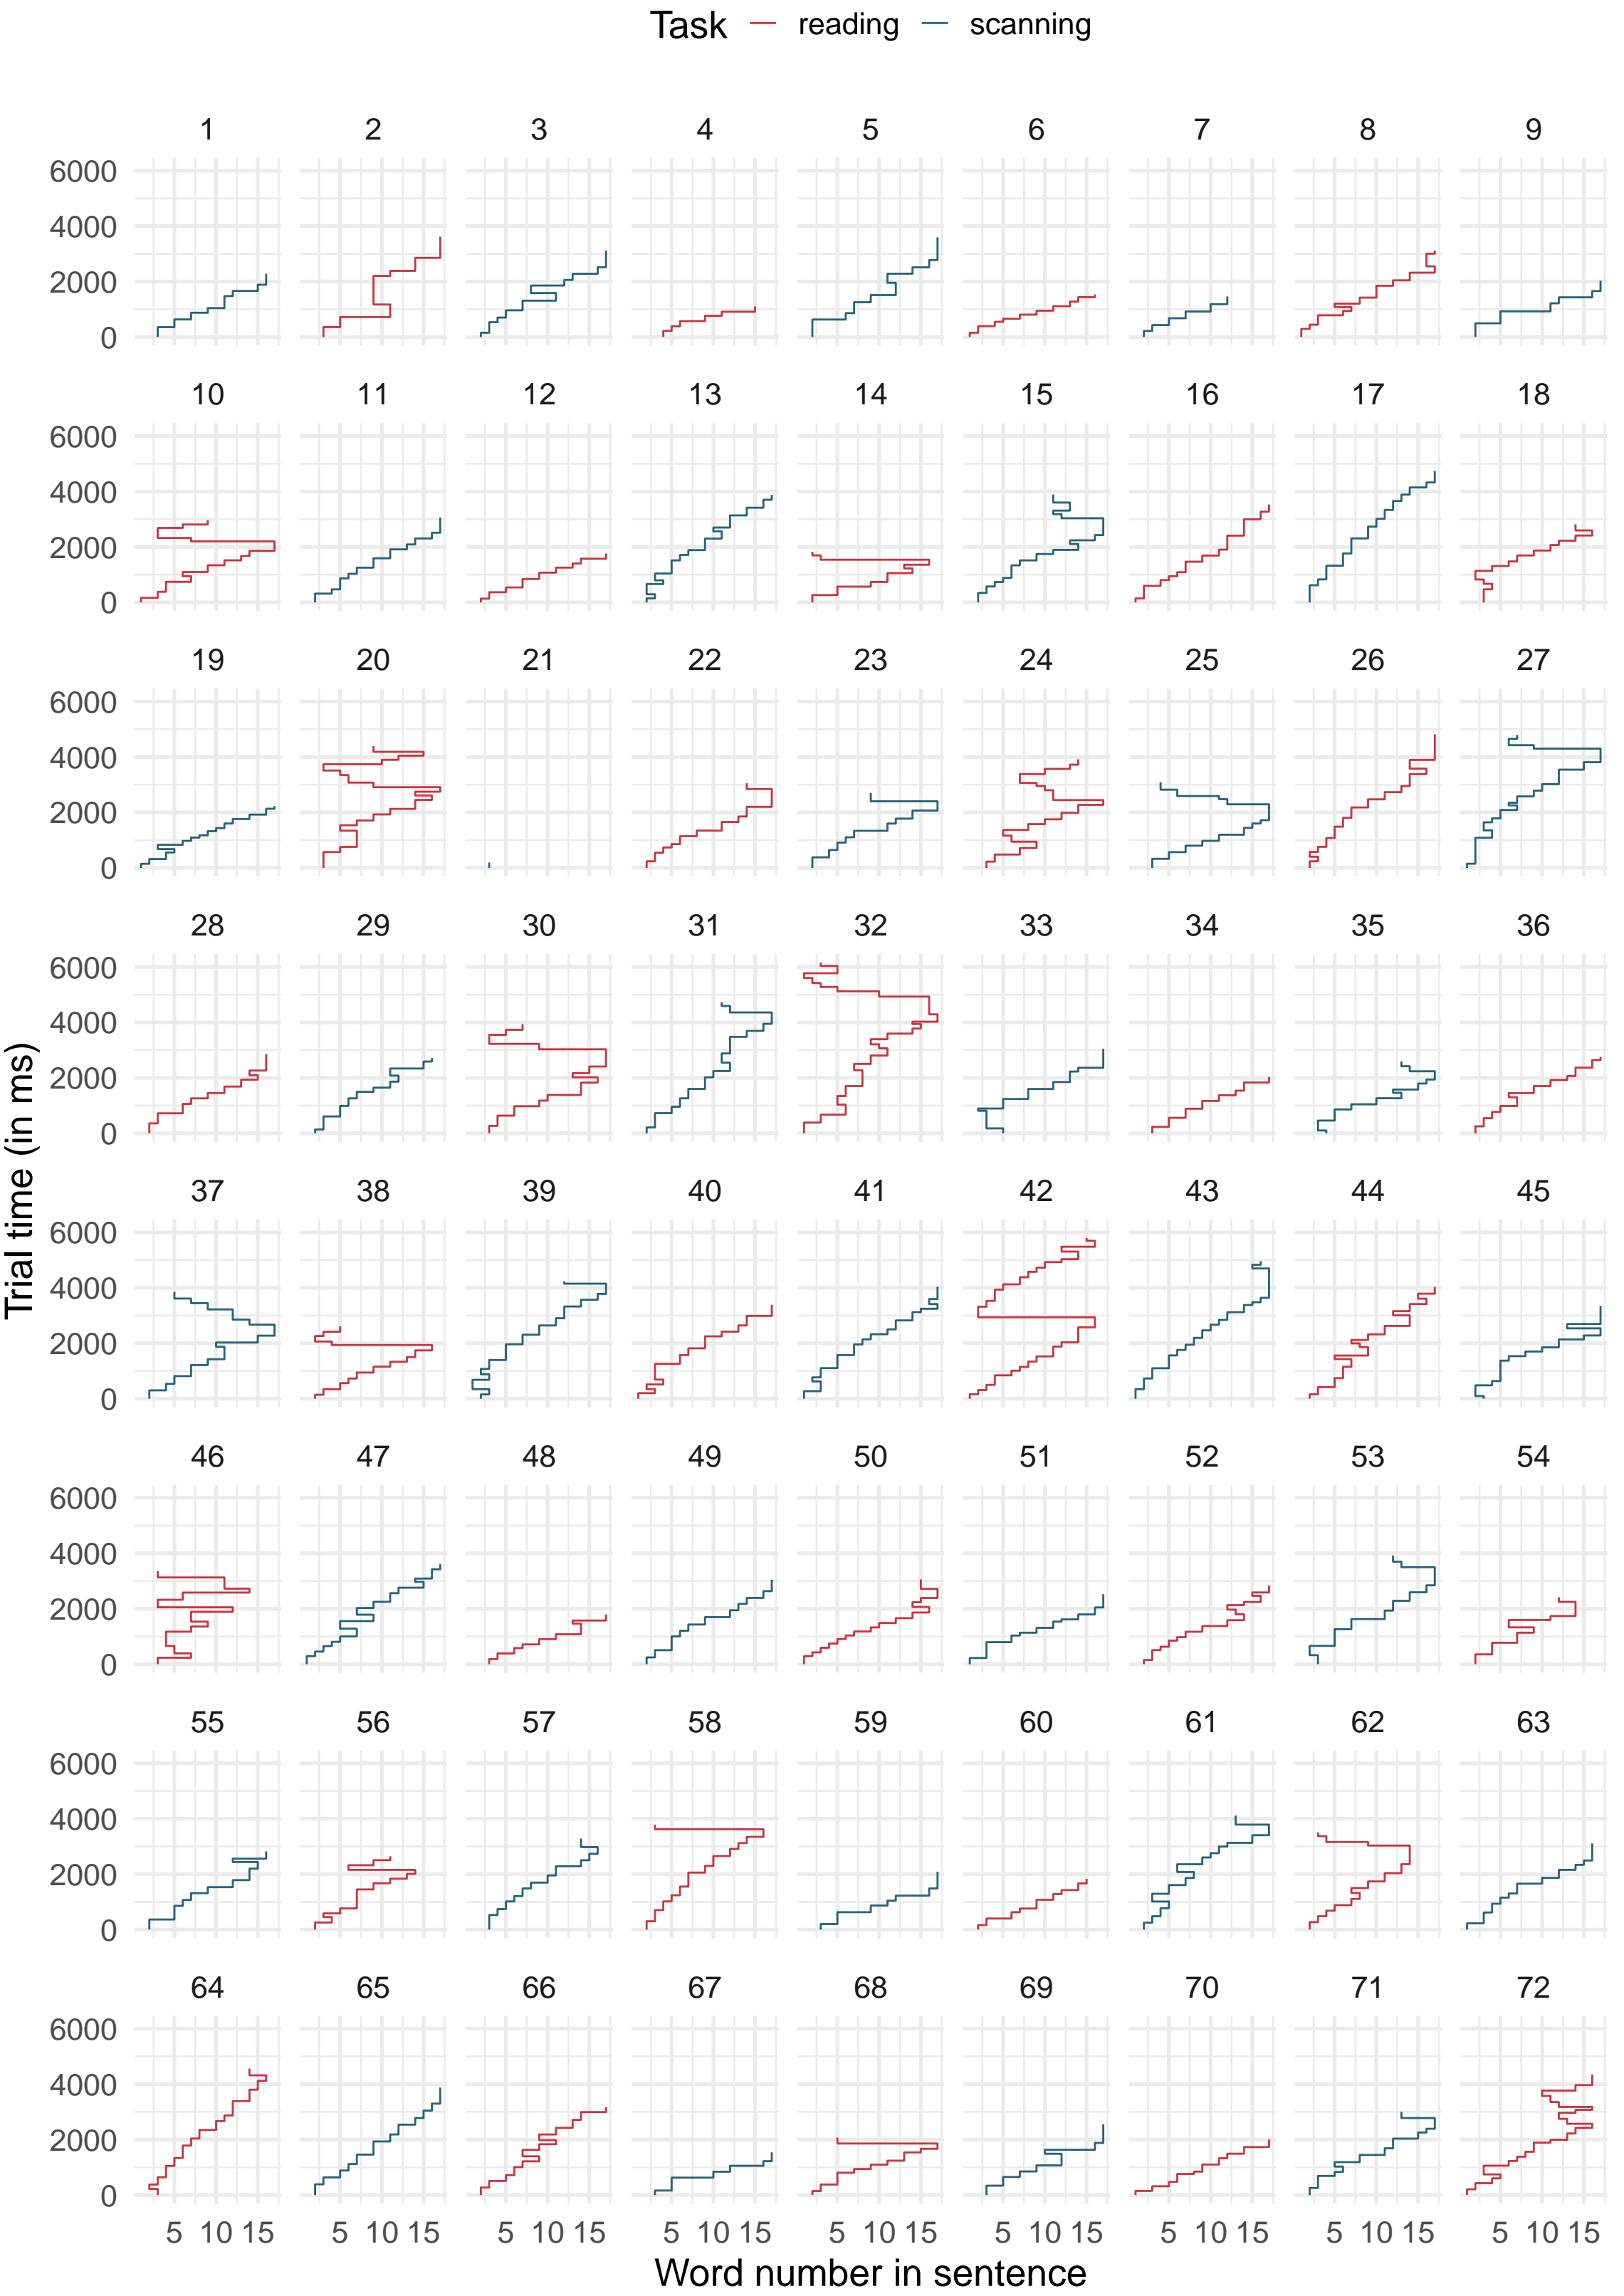 Task reading scanning
1 2 3 4 5 6 7 8 9
6000
4000
2000
0
10 11 12 13 14 15 16 17 18
6000
4000
2000
0
19 20 21 22 23 24 25 26 27
6000
4000
2000
0
28 29 30 31 32 33 34 35 36
6000
4000
2000
0
37 38 39 40 41 42 43 44 45
6000
4000
2000
0
46 47 48 49 50 51 52 53 54
6000
4000
2000
0
55 56 57 58 59 60 61 62 63
6000
4000
2000
0
64 65 66 67 68 69 70 71 72
6000
4000
2000
0
5 10 15 5 10 15 5 10 15 5 10 15 5 10 15 5 10 15 5 10 15 5 10 15 5 10 15
Word number in sentence
Trial time (in ms)